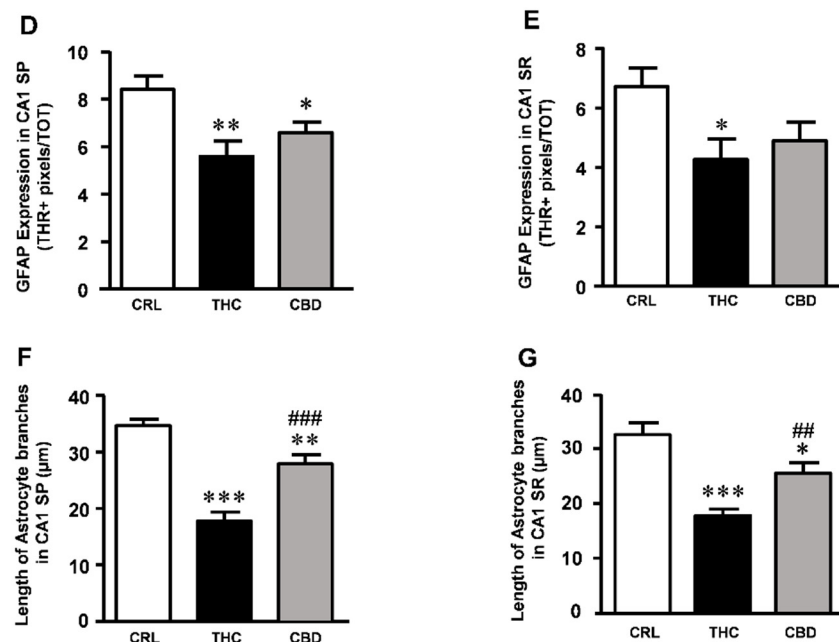 D
GFAP Expression in CA1 SP
(THR+ pixels/TOT)
10
8
6
4
2
0
**
*
CRL THC CBD
E
GFAP Expression in CA1 SR
(THR+ pixels/TOT)
8
6
4
2
0
*
CRL THC CBD
F
Length of Astrocyte branches
in CA1 SP (µm)
40
30
20
10
0
***
###
**
CRL THC CBD
G
Length of Astrocyte branches
in CA1 SR (µm)
40
30
20
10
0
***
##
*
CRL THC CBD